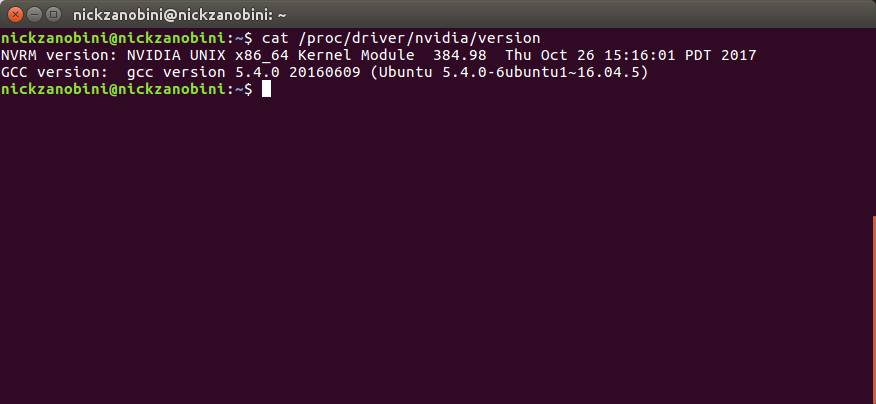 nickzanobini@nickzanobini: ~
nickzanobini@nickzanobini:~$ cat /proc/driver/nvidia/version
NVRM version: NVIDIA UNIX x86_64 Kernel Module  384.98  Thu Oct 26 15:16:01 PDT 2017
GCC version:  gcc version 5.4.0 20160609 (Ubuntu 5.4.0-6ubuntu1~16.04.5)
nickzanobini@nickzanobini:~$